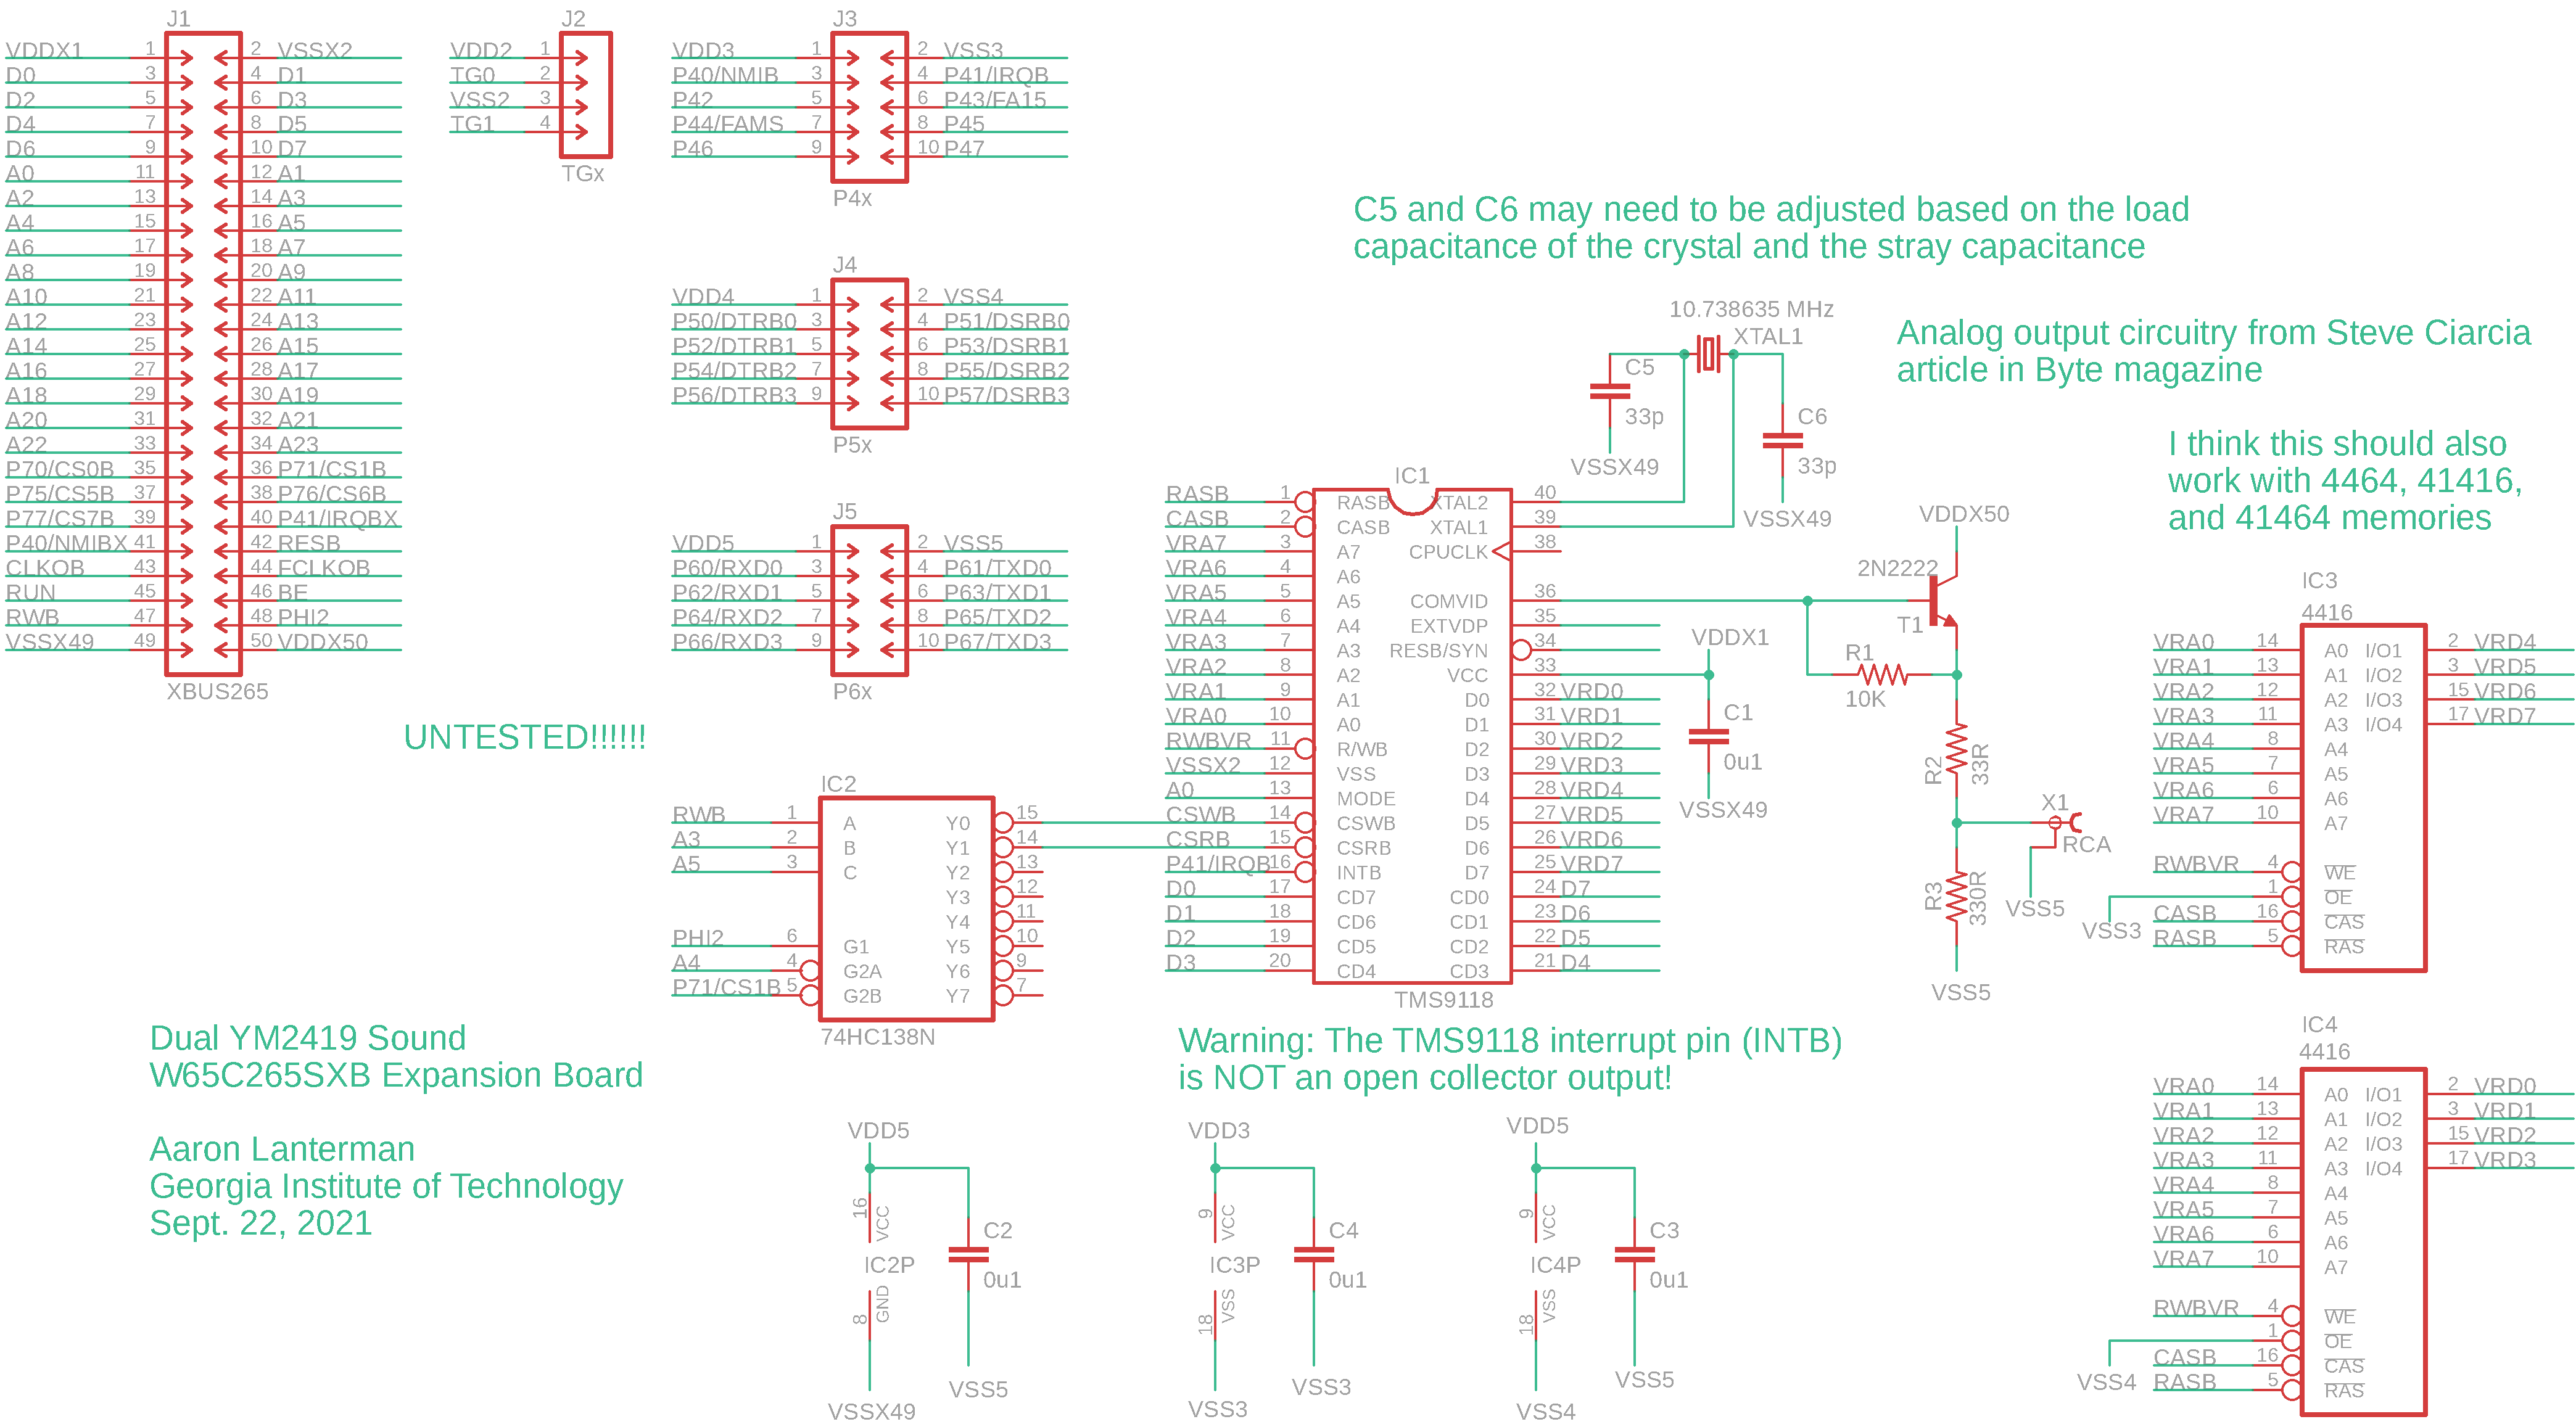 J1
VDDX1 1 2 VSSX2
D0 3 4 D1
D2 5 6 D3
D4 7 8 D5
D6 9 10 D7
A0 11 12 A1
A2 13 14 A3
A4 15 16 A5
A6 17 18 A7
A8 19 20 A9
A10 21 22 A11
A12 23 24 A13
A14 25 26 A15
A16 27 28 A17
A18 29 30 A19
A20 31 32 A21
A22 33 34 A23
P70/CS0B 35 36 P71/CS1B
P75/CS5B 37 38 P76/CS6B
P77/CS7B 39 40 P41/IRQBX
P40/NMIBX 41 42 RESB
CLKOB 43 44 FCLKOB
RUN 45 46 BE
RWB 47 48 PHI2
VSSX49 49 50 VDDX50
XBUS265
J2
VDD2 1
TG0 2
VSS2 3
TG1 4
TGx
J3
VDD3 1 2 VSS3
P40/NMIB 3 4 P41/IRQB
P42 5 6 P43/FA15
P44/FAMS 7 8 P45
P46 9 10 P47
P4x
J4
VDD4 1 2 VSS4
P50/DTRB0 3 4 P51/DSRB0
P52/DTRB1 5 6 P53/DSRB1
P54/DTRB2 7 8 P55/DSRB2
P56/DTRB3 9 10 P57/DSRB3
P5x
J5
VDD5 1 2 VSS5
P60/RXD0 3 4 P61/TXD0
P62/RXD1 5 6 P63/TXD1
P64/RXD2 7 8 P65/TXD2
P66/RXD3 9 10 P67/TXD3
P6x
UNTESTED!!!!!!
C5 and C6 may need to be adjusted based on the load
capacitance of the crystal and the stray capacitance
10.738635 MHz
XTAL1
C5
33p
VSSX49
C6
33p
VSSX49
Analog output circuitry from Steve Ciarcia
article in Byte magazine
I think this should also
work with 4464, 41416,
and 41464 memories
IC1
RASB 1 RASB XTAL2 40
CASB 2 CASB XTAL1 39
VRA7 3 A7 CPUCLK 38
VRA6 4 A6
VRA5 5 A5 COMVID 36
VRA4 6 A4 EXTVDP 35
VRA3 7 A3 RESB/SYN 34
VRA2 8 A2 VCC 33
VRA1 9 A1 D0 32 VRD0
VRA0 10 A0 D1 31 VRD1
RWBVR 11 R/WB D2 30 VRD2
VSSX2 12 VSS D3 29 VRD3
A0 13 MODE D4 28 VRD4
CSWB 14 CSWB D5 27 VRD5
CSRB 15 CSRB D6 26 VRD6
P41/IRQB 16 INTB D7 25 VRD7
D0 17 CD7 CD0 24 D7
D1 18 CD6 CD1 23 D6
D2 19 CD5 CD2 22 D5
D3 20 CD4 CD3 21 D4
TMS9118
VDDX1
C1
0u1
VSSX49
VDDX50
2N2222
T1
R1
10K
R2
33R
R3
330R
X1
RCA
VSS5
VSS5
IC2
RWB 1 A Y0 15
A3 2 B Y1 14
A5 3 C Y2 13
Y3 12
Y4 11
PHI2 6 G1 Y5 10
A4 4 G2A Y6 9
P71/CS1B 5 G2B Y7 7
74HC138N
IC3
4416
VRA0 14 A0 I/O1 2 VRD4
VRA1 13 A1 I/O2 3 VRD5
VRA2 12 A2 I/O3 15 VRD6
VRA3 11 A3 I/O4 17 VRD7
VRA4 8 A4
VRA5 7 A5
VRA6 6 A6
VRA7 10 A7
RWBVR 4 WE
1 OE
VSS3
CASB 16 CAS
RASB 5 RAS
Warning: The TMS9118 interrupt pin (INTB)
is NOT an open collector output!
Dual YM2419 Sound
W65C265SXB Expansion Board
Aaron Lanterman
Georgia Institute of Technology
Sept. 22, 2021
VDD5
16 VCC
IC2P
8 GND
VSSX49
C2
0u1
VSS5
VDD3
9 VCC
IC3P
18 VSS
VSS3
C4
0u1
VSS3
VDD5
9 VCC
IC4P
18 VSS
VSS4
C3
0u1
VSS5
IC4
4416
VRA0 14 A0 I/O1 2 VRD0
VRA1 13 A1 I/O2 3 VRD1
VRA2 12 A2 I/O3 15 VRD2
VRA3 11 A3 I/O4 17 VRD3
VRA4 8 A4
VRA5 7 A5
VRA6 6 A6
VRA7 10 A7
RWBVR 4 WE
1 OE
VSS4
CASB 16 CAS
RASB 5 RAS